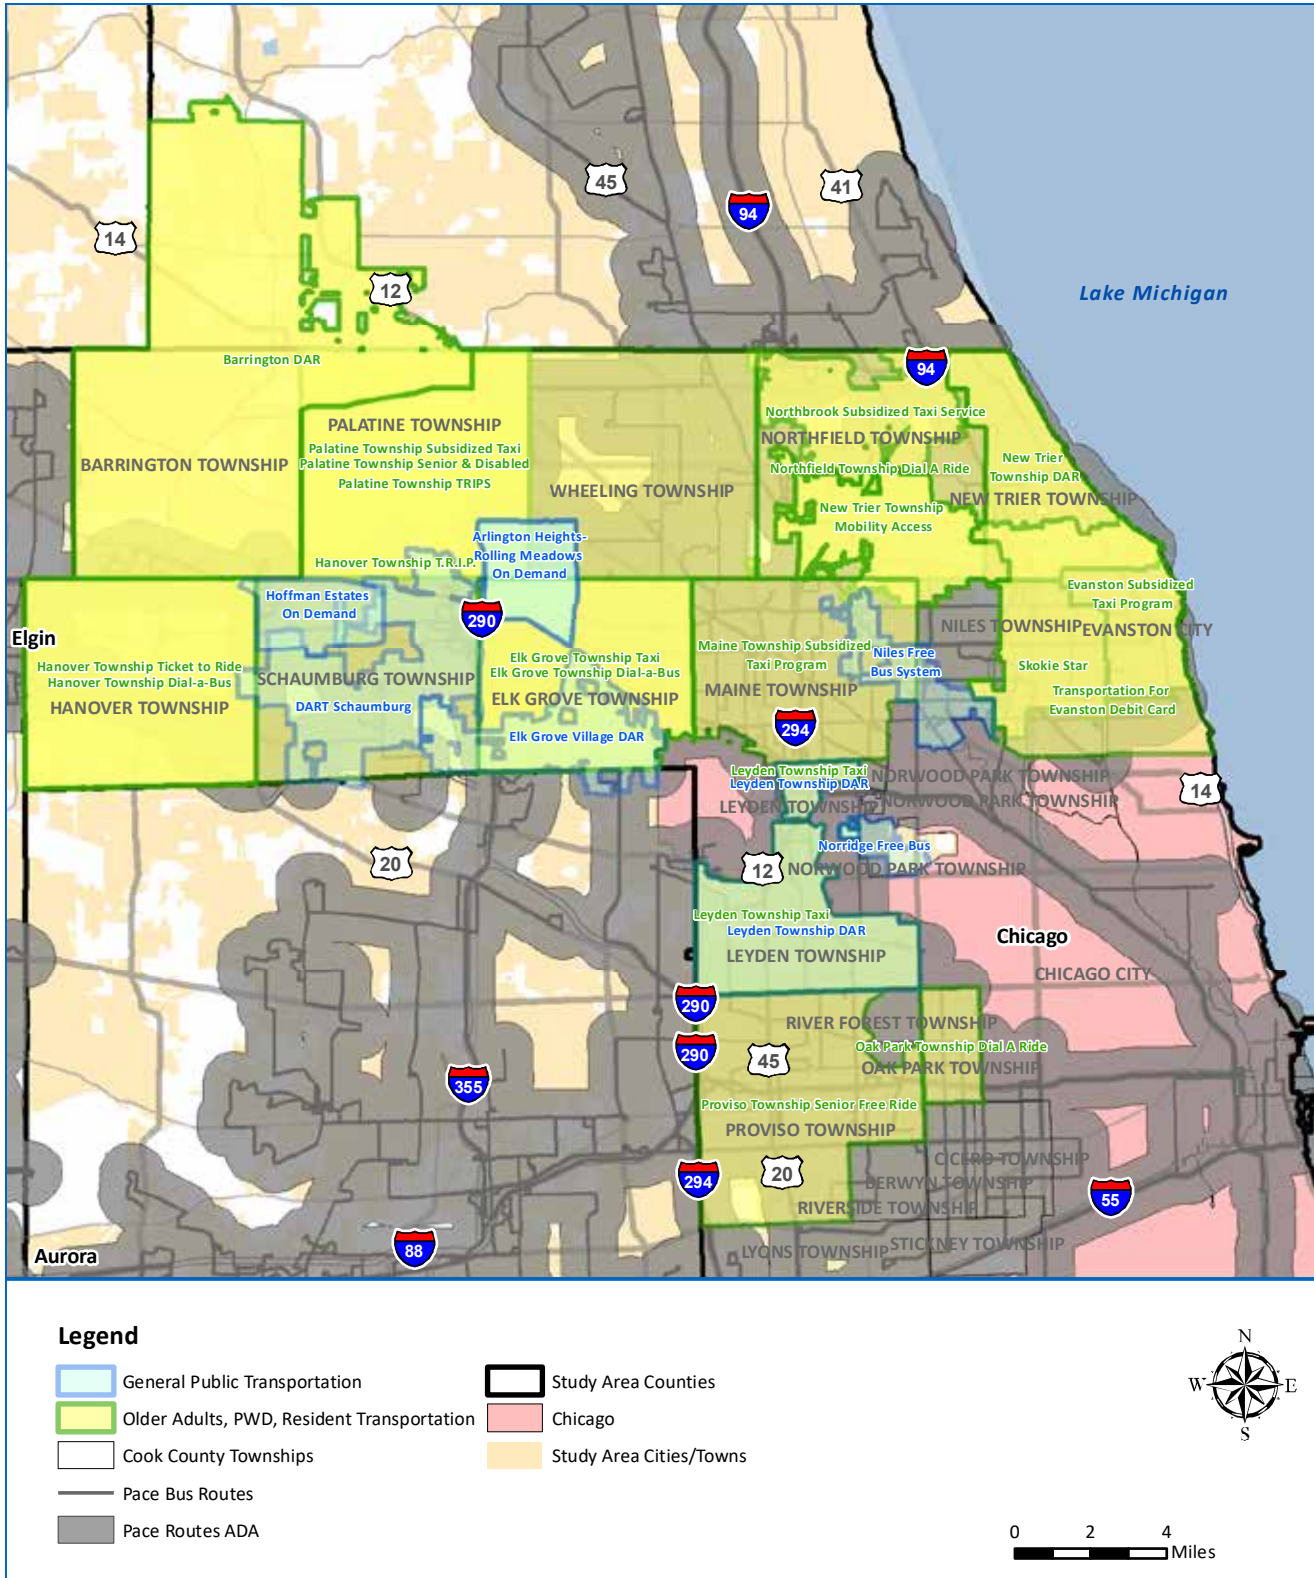 45
41
94
14
12
Lake Michigan
Barrington DAR
94
Northbrook Subsidized Taxi Service
PALATINE TOWNSHIP
NORTHFIELD TOWNSHIP
Palatine Township Subsidized Taxi
Palatine Township Senior & Disabled
Palatine Township TRIPS
BARRINGTON TOWNSHIP
WHEELING TOWNSHIP
Northfield Township Dial A Ride
New Trier
Township DAR
NEW TRIER TOWNSHIP
New Trier Township
Mobility Access
Arlington Heights-
Rolling Meadows
On Demand
Hanover Township T.R.I.P.
Hoffman Estates
On Demand
290
Evanston Subsidized
Taxi Program
NILES TOWNSHIP
EVANSTON CITY
Elgin
Maine Township Subsidized
Taxi Program
Niles Free
Bus System
Skokie Star
Hanover Township Ticket to Ride
Hanover Township Dial-a-Bus
HANOVER TOWNSHIP
SCHAUMBURG TOWNSHIP
Elk Grove Township Taxi
Elk Grove Township Dial-a-Bus
ELK GROVE TOWNSHIP
MAINE TOWNSHIP
Transportation For
Evanston Debit Card
DART Schaumburg
Elk Grove Village DAR
294
Leyden Township Taxi
Leyden Township DAR
LEYDEN TOWNSHIP
NORWOOD PARK TOWNSHIP
NORWOOD PARK TOWNSHIP
14
20
12
Norridge Free Bus
NORWOOD PARK TOWNSHIP
Leyden Township Taxi
Leyden Township DAR
LEYDEN TOWNSHIP
Chicago
CHICAGO CITY
290
RIVER FOREST TOWNSHIP
290
45
Oak Park Township Dial A Ride
OAK PARK TOWNSHIP
355
Proviso Township Senior Free Ride
PROVISO TOWNSHIP
CICERO TOWNSHIP
294
20
BERWYN TOWNSHIP
55
RIVERSIDE TOWNSHIP
88
LYONS TOWNSHIP
STICKNEY TOWNSHIP
Aurora
Legend
General Public Transportation
Older Adults, PWD, Resident Transportation
Cook County Townships
Pace Bus Routes
Pace Routes ADA
Study Area Counties
Chicago
Study Area Cities/Towns
N
W E
S
0 2 4
Miles